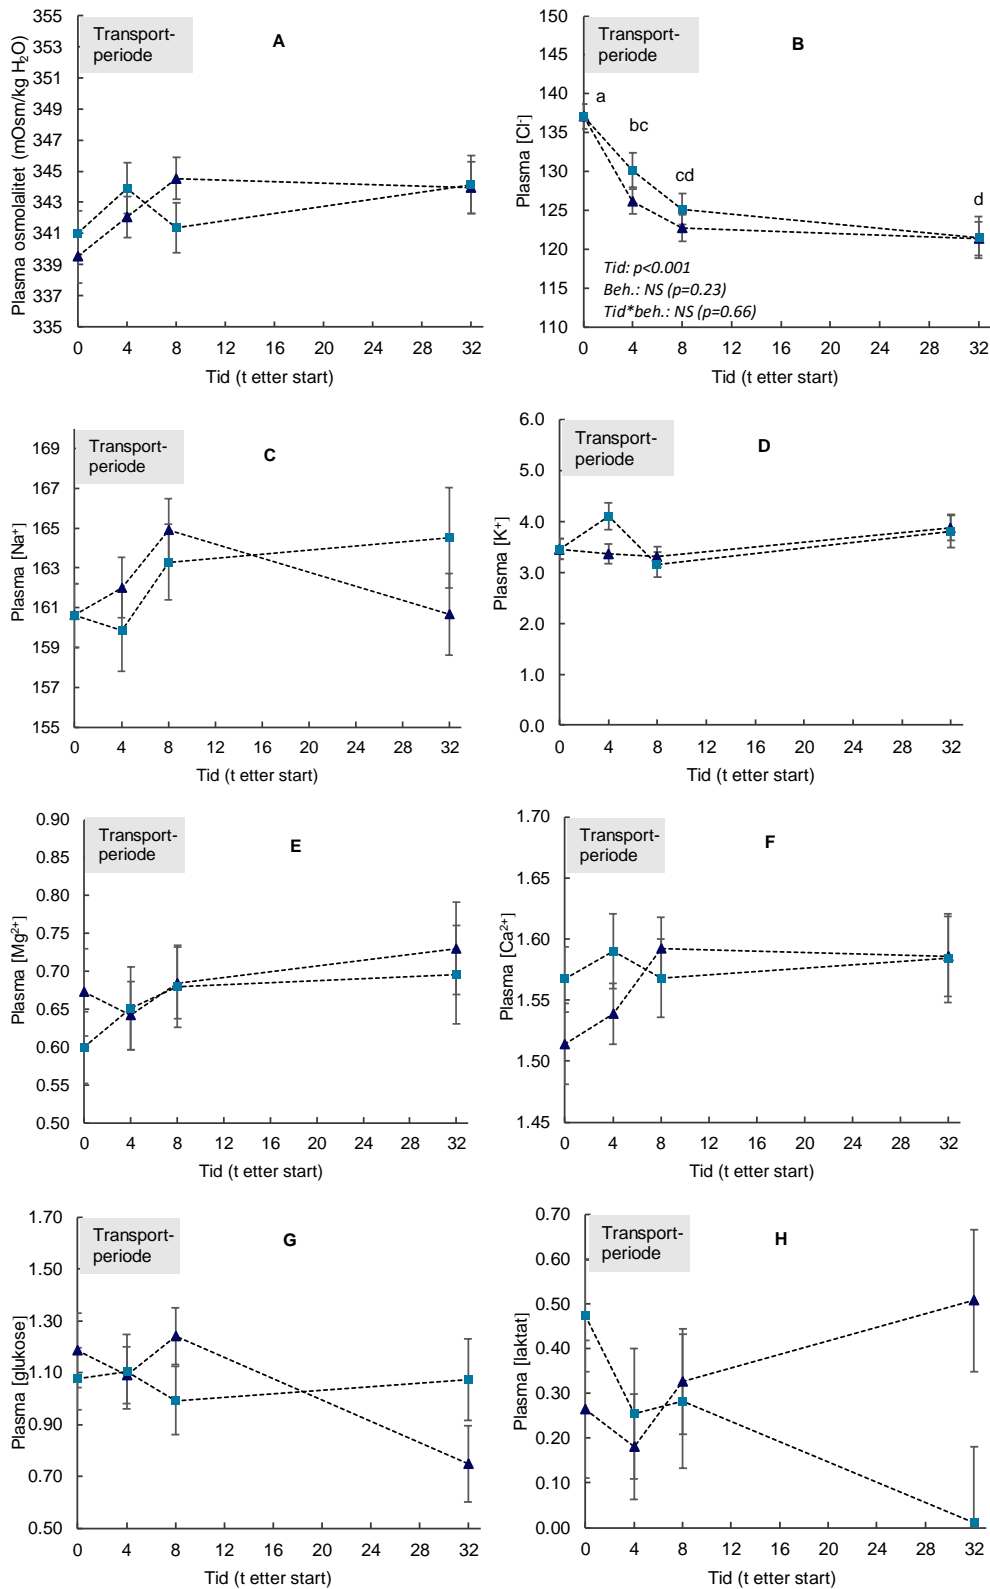 A
Transport-
periode
Plasma osmolalitet (mOsm/kg H₂O)
355
353
351
349
347
345
343
341
339
337
335
0 4 8 12 16 20 24 28 32
Tid (t etter start)
B
Transport-
periode
Plasma [Cl⁻]
150
145
140
135
130
125
120
115
110
a
bc
cd
d
Tid: p<0.001
Beh.: NS (p=0.23)
Tid*beh.: NS (p=0.66)
0 4 8 12 16 20 24 28 32
Tid (t etter start)
C
Transport-
periode
Plasma [Na⁺]
169
167
165
163
161
159
157
155
0 4 8 12 16 20 24 28 32
Tid (t etter start)
D
Transport-
periode
Plasma [K⁺]
6.0
5.0
4.0
3.0
2.0
1.0
0.0
0 4 8 12 16 20 24 28 32
Tid (t etter start)
E
Transport-
periode
Plasma [Mg²⁺]
0.90
0.85
0.80
0.75
0.70
0.65
0.60
0.55
0.50
0 4 8 12 16 20 24 28 32
Tid (t etter start)
F
Transport-
periode
Plasma [Ca²⁺]
1.70
1.65
1.60
1.55
1.50
1.45
0 4 8 12 16 20 24 28 32
Tid (t etter start)
G
Transport-
periode
Plasma [glukose]
1.70
1.50
1.30
1.10
0.90
0.70
0.50
0 4 8 12 16 20 24 28 32
Tid (t etter start)
H
Transport-
periode
Plasma [laktat]
0.70
0.60
0.50
0.40
0.30
0.20
0.10
0.00
0 4 8 12 16 20 24 28 32
Tid (t etter start)